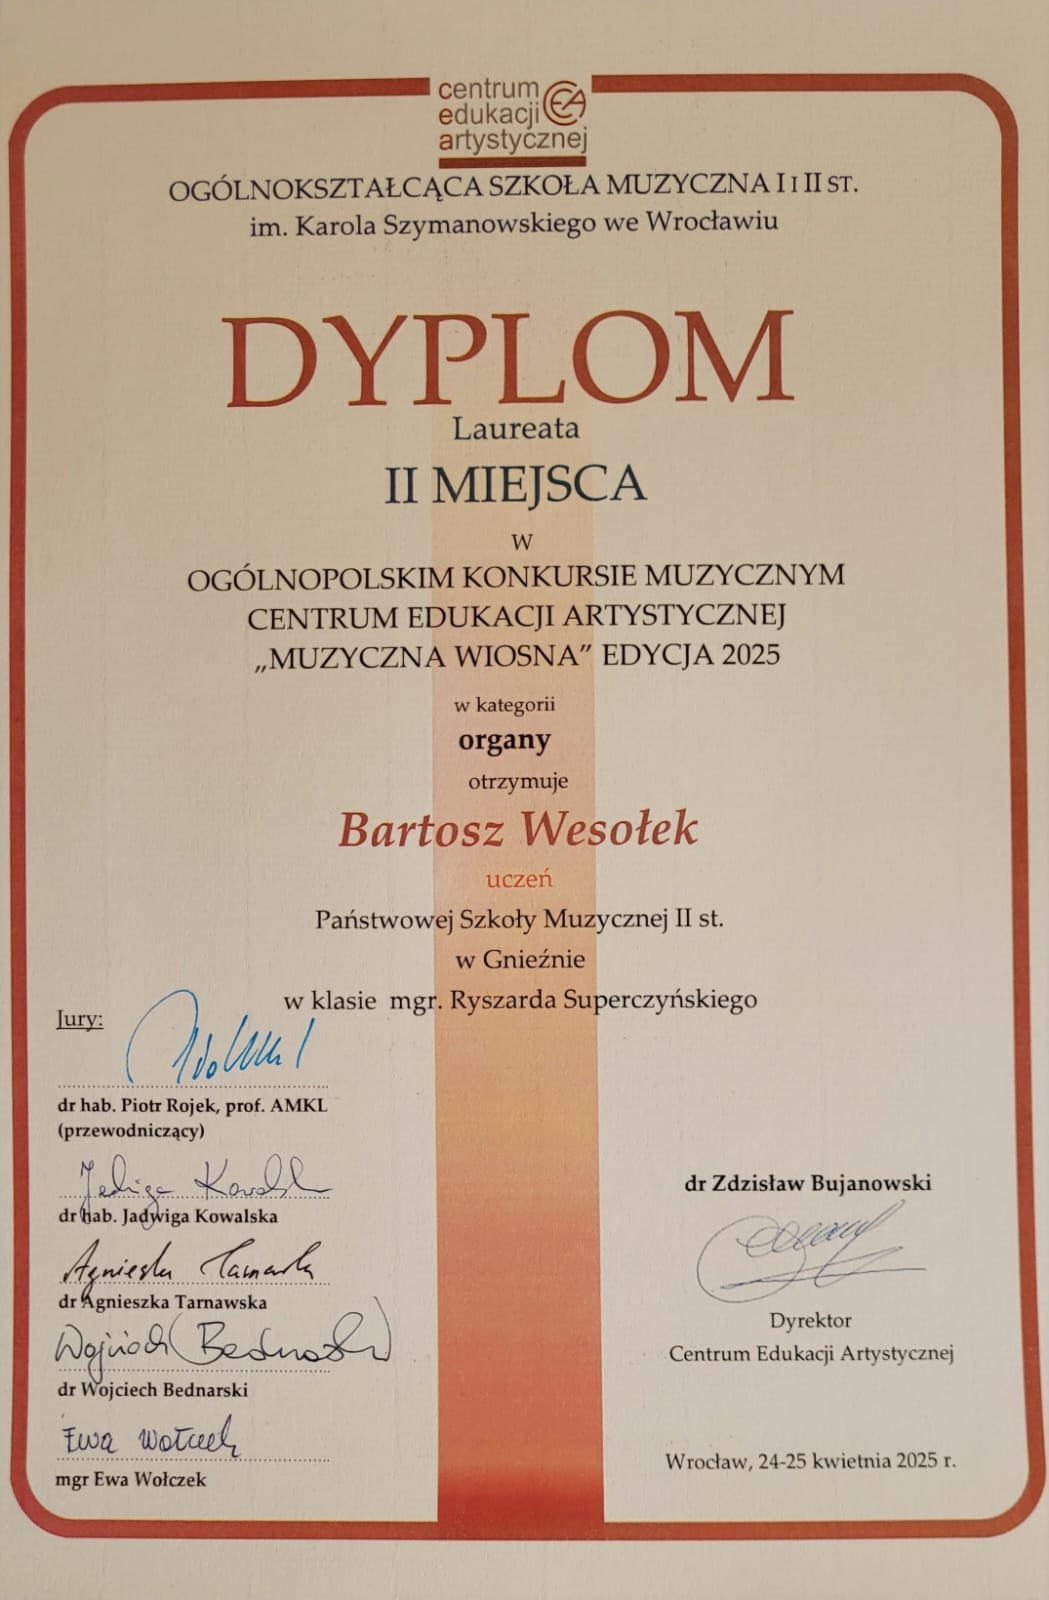 centrum
edukacji
artystycznej
OGÓLNOKSZTAŁCĄCA SZKOŁA MUZYCZNA I I II ST.
im. Karola Szymanowskiego we Wrocławiu
DYPLOM
Laureata
II MIEJSCA
w
OGÓLNOPOLSKIM KONKURSIE MUZYCZNYM
CENTRUM EDUKACJI ARTYSTYCZNEJ
„MUZYCZNA WIOSNA” EDYCJA 2025
w kategorii
organy
otrzymuje
Bartosz Wesołek
uczeń
Państwowej Szkoły Muzycznej II st.
w Gnieźnie
w klasie mgr. Ryszarda Superczyńskiego
Jury:
dr hab. Piotr Rojek, prof. AMKL
(przewodniczący)
Jadwiga Kowalska
dr hab. Jadwiga Kowalska
Agnieszka Tarnawska
dr Agnieszka Tarnawska
Wojciech Bednarski
dr Wojciech Bednarski
Ewa Wołczek
mgr Ewa Wołczek
dr Zdzisław Bujanowski
Dyrektor
Centrum Edukacji Artystycznej
Wrocław, 24-25 kwietnia 2025 r.